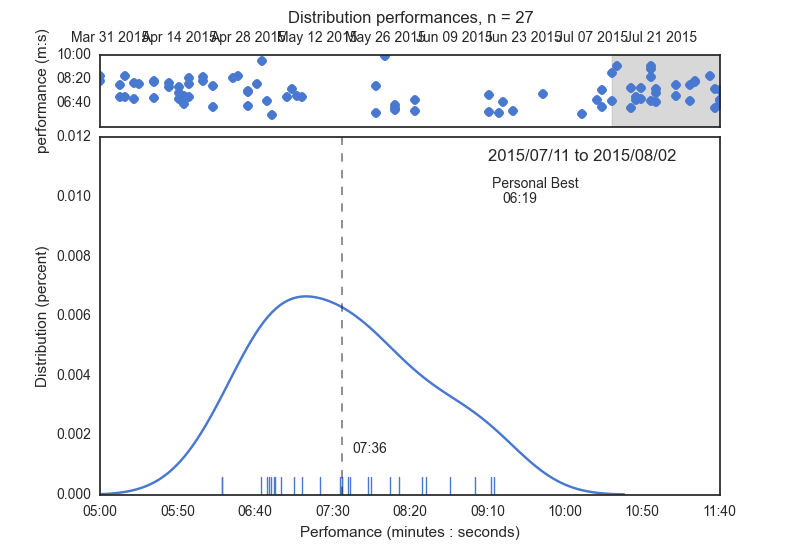 Distribution performances, n = 27
Mar 31 2015 Apr 14 2015 Apr 28 2015 May 12 2015 May 26 2015 Jun 09 2015 Jun 23 2015 Jul 07 2015 Jul 21 2015
performance (m:s)
10:00
08:20
06:40
0.012
2015/07/11 to 2015/08/02
Personal Best
06:19
0.010
0.008
Distribution (percent)
0.006
0.004
0.002
07:36
0.000
05:00 05:50 06:40 07:30 08:20 09:10 10:00 10:50 11:40
Perfomance (minutes : seconds)